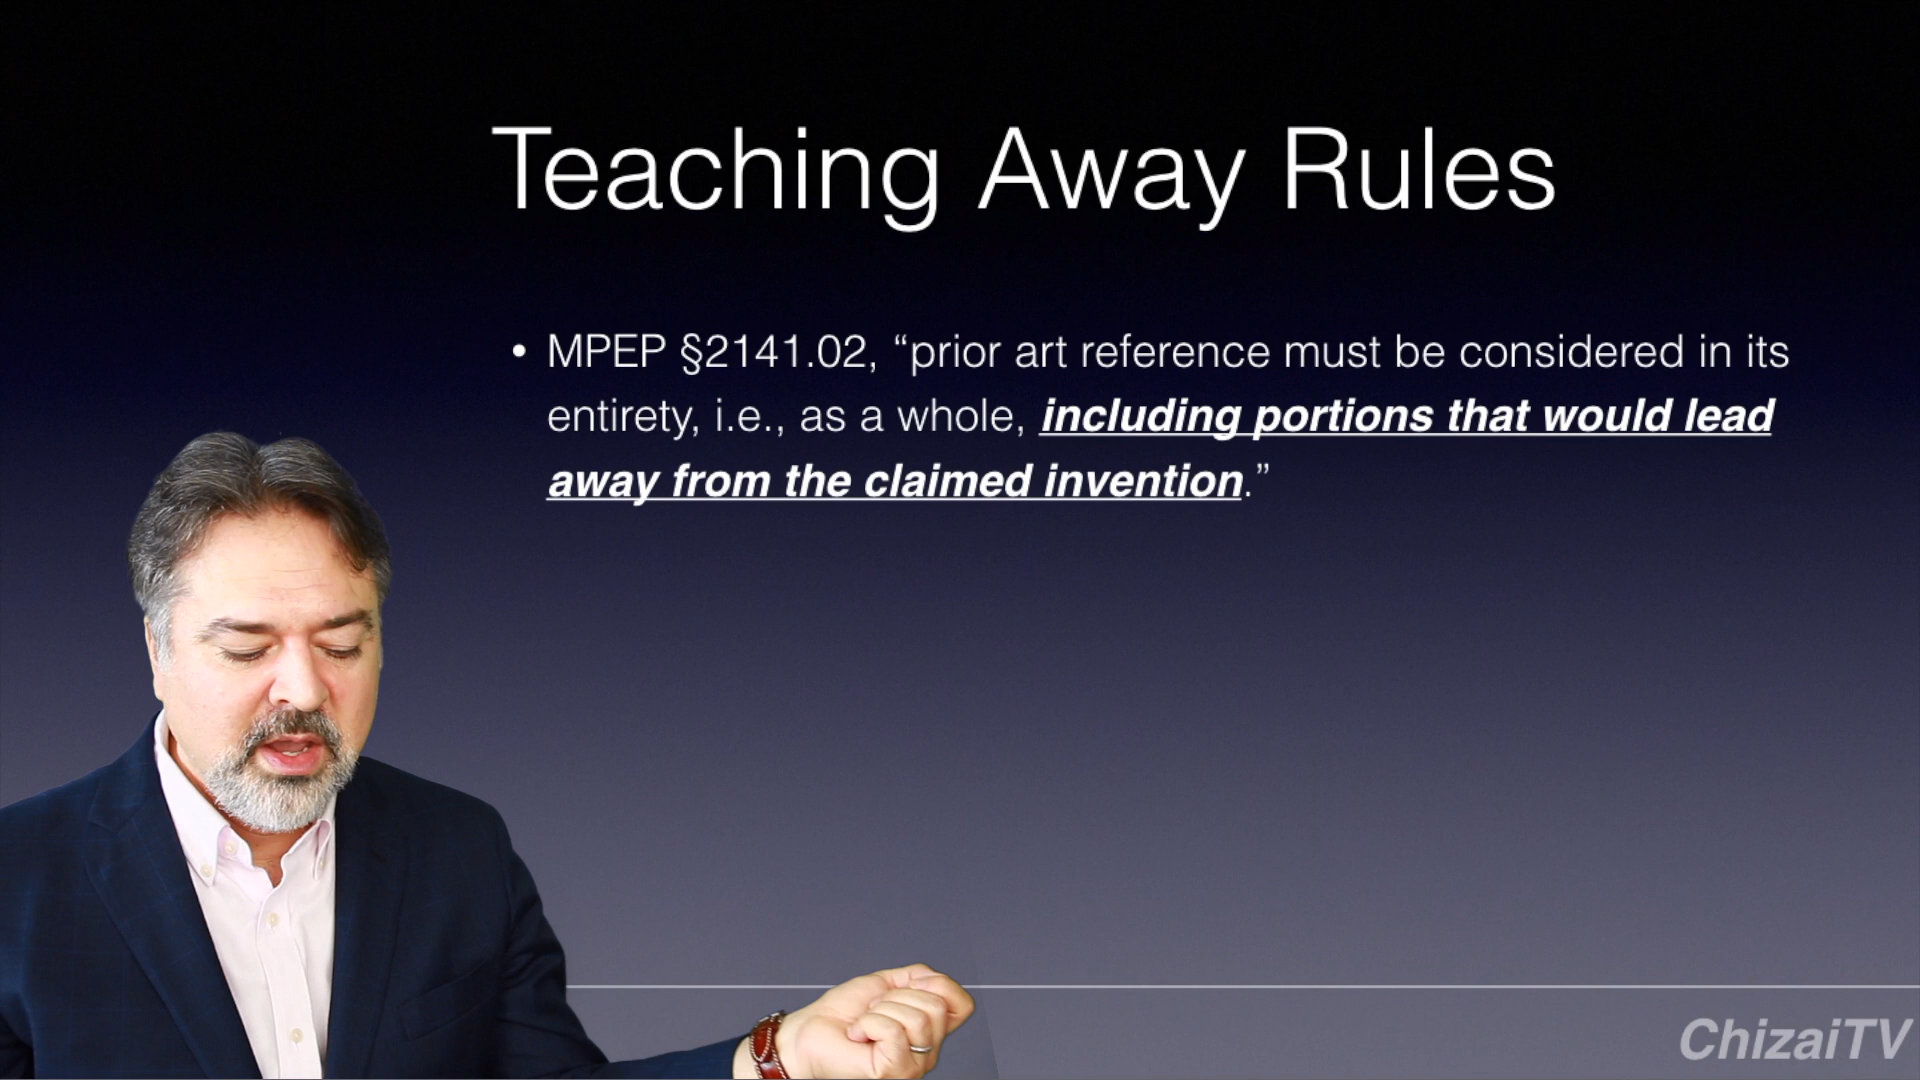 Teaching Away Rules
• MPEP §2141.02, “prior art reference must be considered in its
entirety, i.e., as a whole, including portions that would lead
away from the claimed invention.”
ChizaiTV